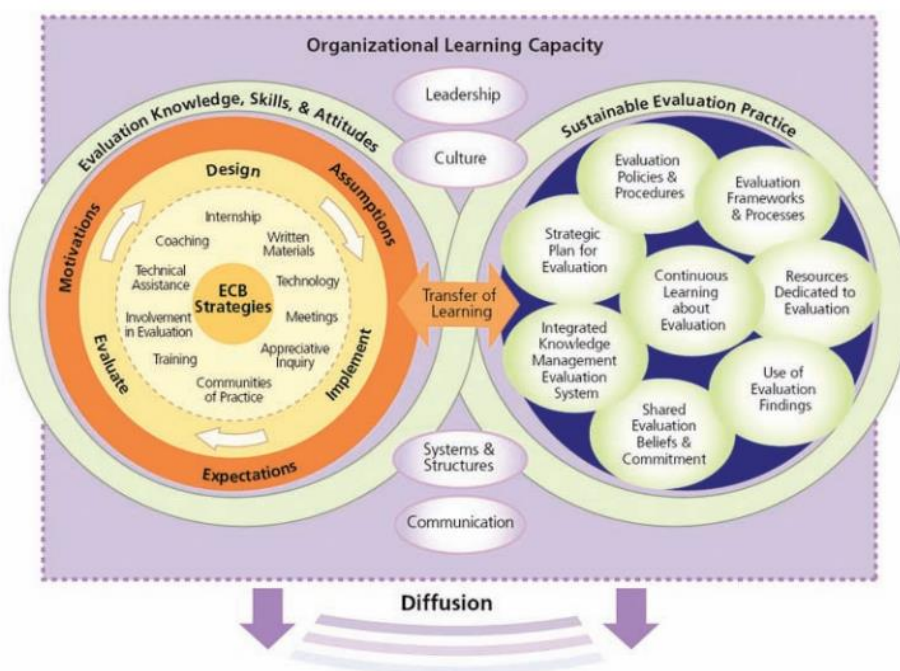 Organizational Learning Capacity
Leadership
Culture
Evaluation Knowledge, Skills, & Attitudes
Motivations
Assumptions
Expectations
Design
Implement
Evaluate
ECB
Strategies
Internship
Written
Materials
Technology
Meetings
Appreciative
Inquiry
Communities
of Practice
Training
Involvement
in Evaluation
Technical
Assistance
Coaching
Transfer of
Learning
Sustainable Evaluation Practice
Evaluation
Policies &
Procedures
Evaluation
Frameworks
& Processes
Strategic
Plan for
Evaluation
Continuous
Learning
about
Evaluation
Resources
Dedicated to
Evaluation
Integrated
Knowledge
Management
Evaluation
System
Use of
Evaluation
Findings
Shared
Evaluation
Beliefs &
Commitment
Systems &
Structures
Communication
Diffusion